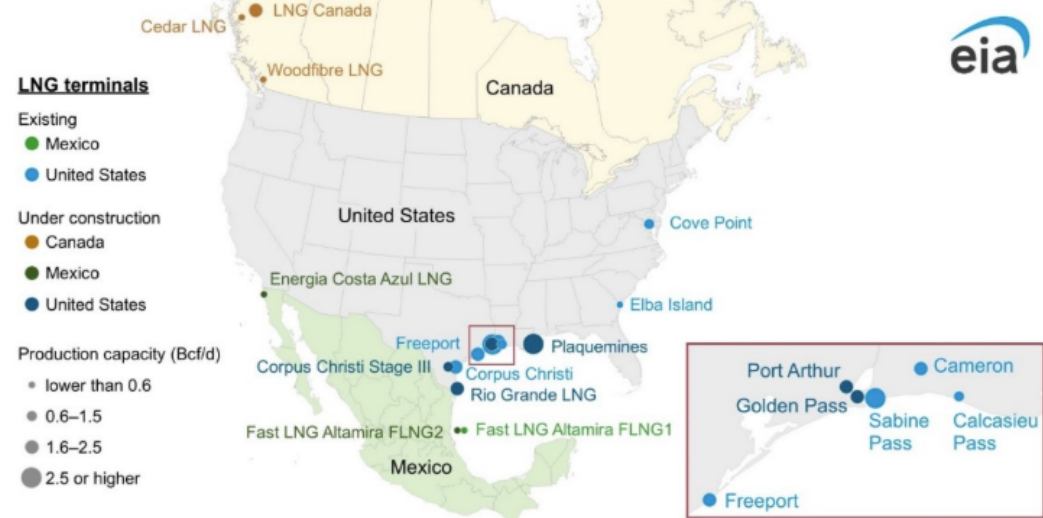 LNG Canada
Cedar LNG
eia
Woodfibre LNG
Canada
LNG terminals
Existing
Mexico
United States
Under construction
Canada
Mexico
United States
Production capacity (Bcf/d)
lower than 0.6
0.6–1.5
1.6–2.5
2.5 or higher
United States
Cove Point
Energia Costa Azul LNG
Elba Island
Freeport
Plaquemines
Corpus Christi Stage III
Corpus Christi
Rio Grande LNG
Fast LNG Altamira FLNG2
Fast LNG Altamira FLNG1
Mexico
Port Arthur
Cameron
Golden Pass
Sabine
Pass
Calcasieu
Pass
Freeport